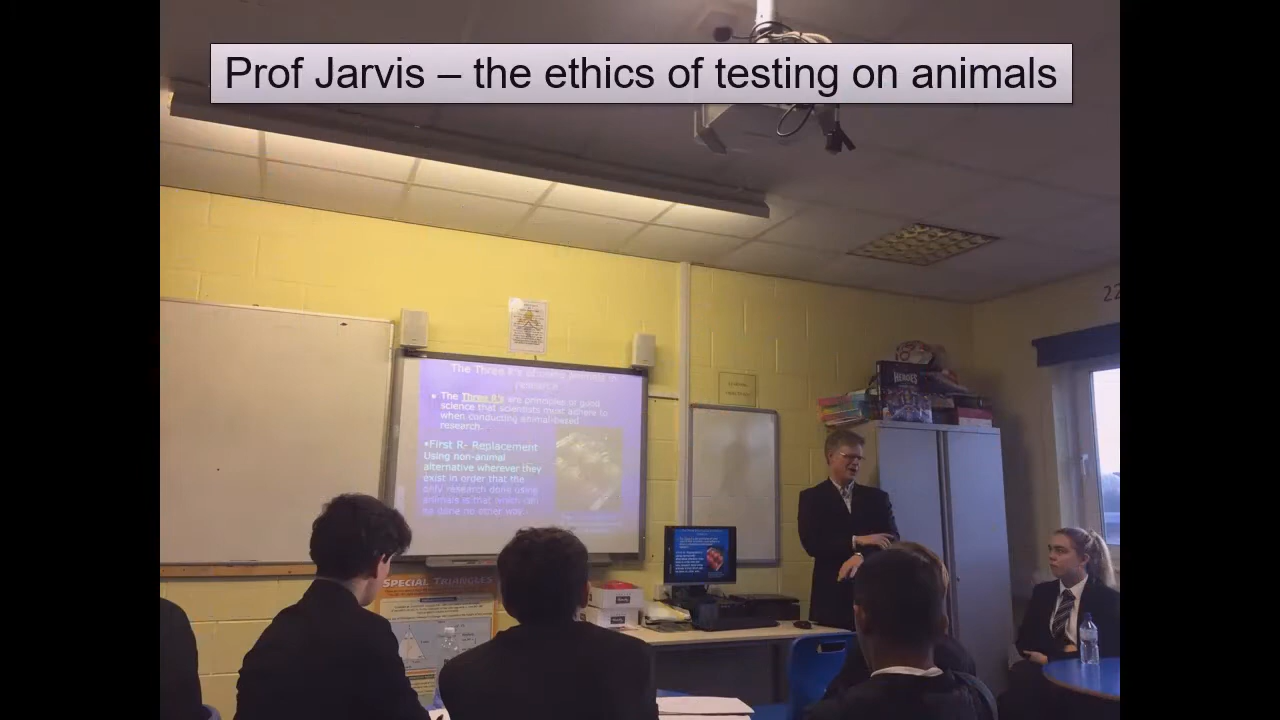 Prof Jarvis – the ethics of testing on animals
22
The Three R's
research
• The Three R's are principles of good
science that scientists must adhere to
when conducting animal-based
research.
•First R- Replacement
Using non-animal
alternative wherever they
exist in order that the
only research done using
animals is that which can
be done no other way.
HEROES
SPECIAL TRIANGLES